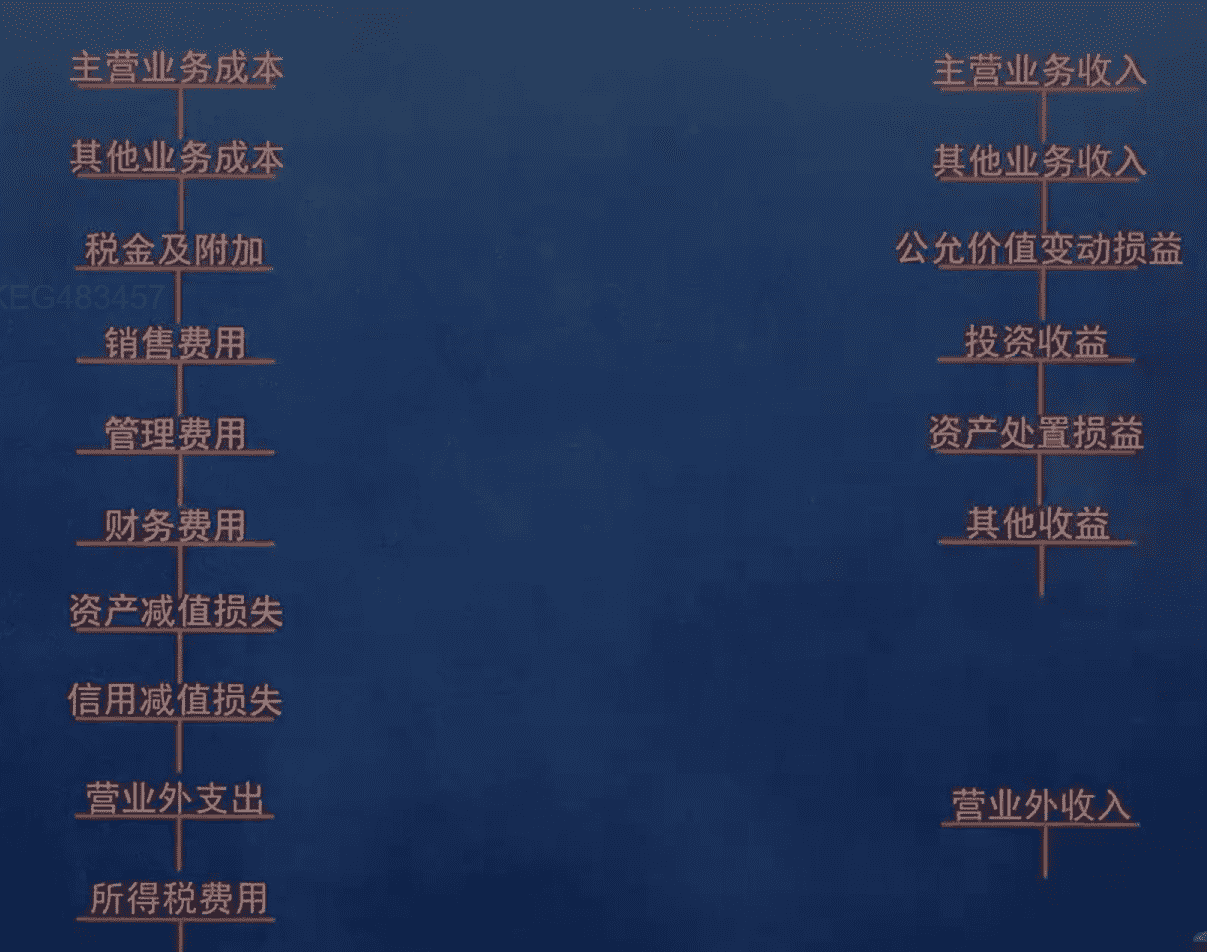 主营业务成本
其他业务成本
税金及附加
KEG483457
销售费用
管理费用
财务费用
资产减值损失
信用减值损失
营业外支出
所得税费用
主营业务收入
其他业务收入
公允价值变动损益
投资收益
资产处置损益
其他收益
营业外收入